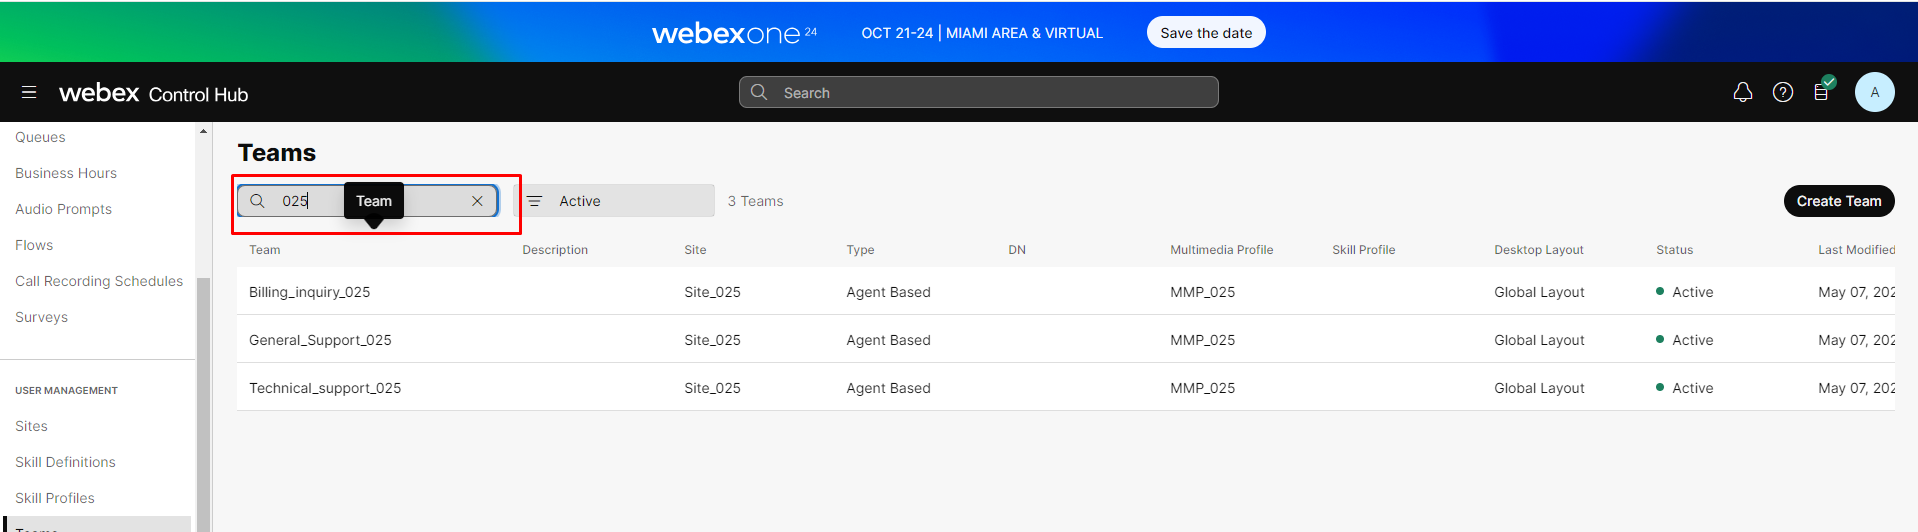 webexone 24 OCT 21-24 | MIAMI AREA & VIRTUAL Save the date
webex Control Hub Search A
Queues
Business Hours
Audio Prompts
Flows
Call Recording Schedules
Surveys
USER MANAGEMENT
Sites
Skill Definitions
Skill Profiles
Teams
Teams
025 Team Active 3 Teams Create Team
Team Description Site Type DN Multimedia Profile Skill Profile Desktop Layout Status Last Modified
Billing_inquiry_025 Site_025 Agent Based MMP_025 Global Layout Active May 07, 202
General_Support_025 Site_025 Agent Based MMP_025 Global Layout Active May 07, 202
Technical_support_025 Site_025 Agent Based MMP_025 Global Layout Active May 07, 202